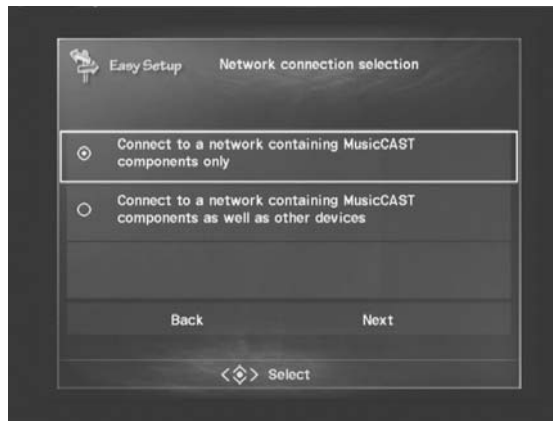 Easy Setup Network connection selection
Connect to a network containing MusicCAST
components only
Connect to a network containing MusicCAST
components as well as other devices
Back Next
Select